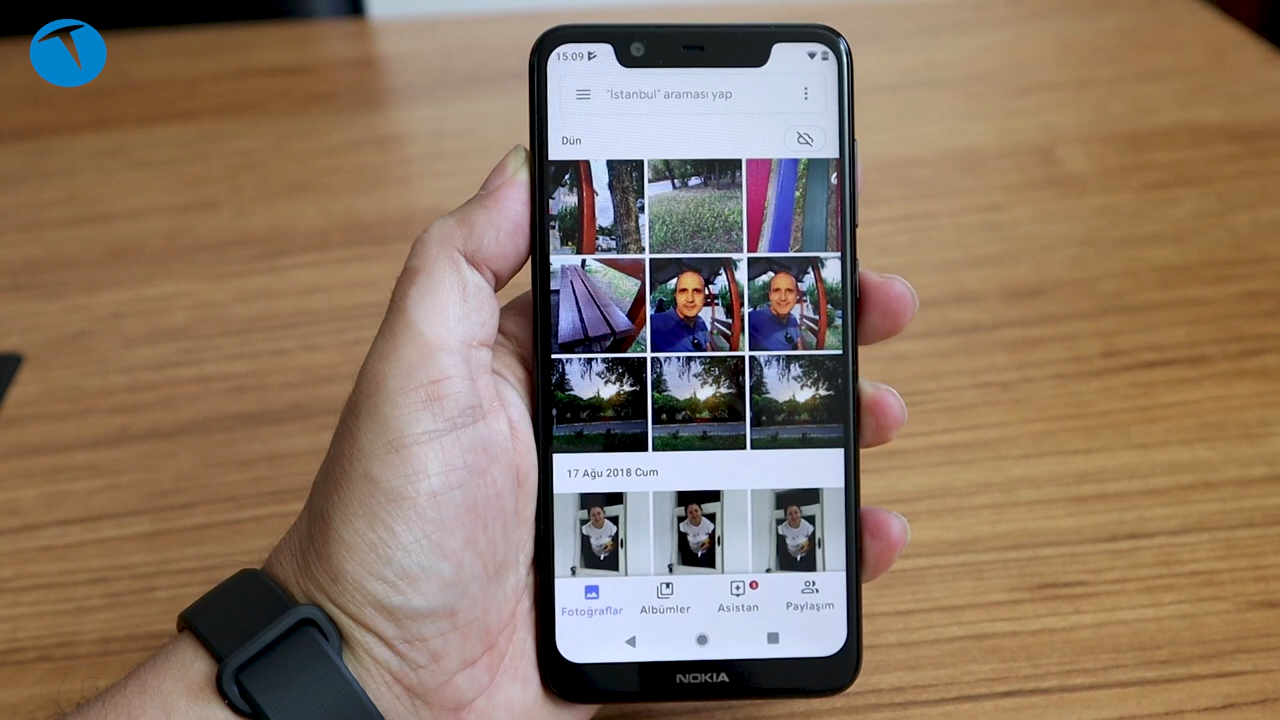 15:09
"İstanbul" araması yap
Dün
17 Ağu 2018 Cum
Fotoğraflar
Albümler
Asistan
Paylaşım
NOKIA